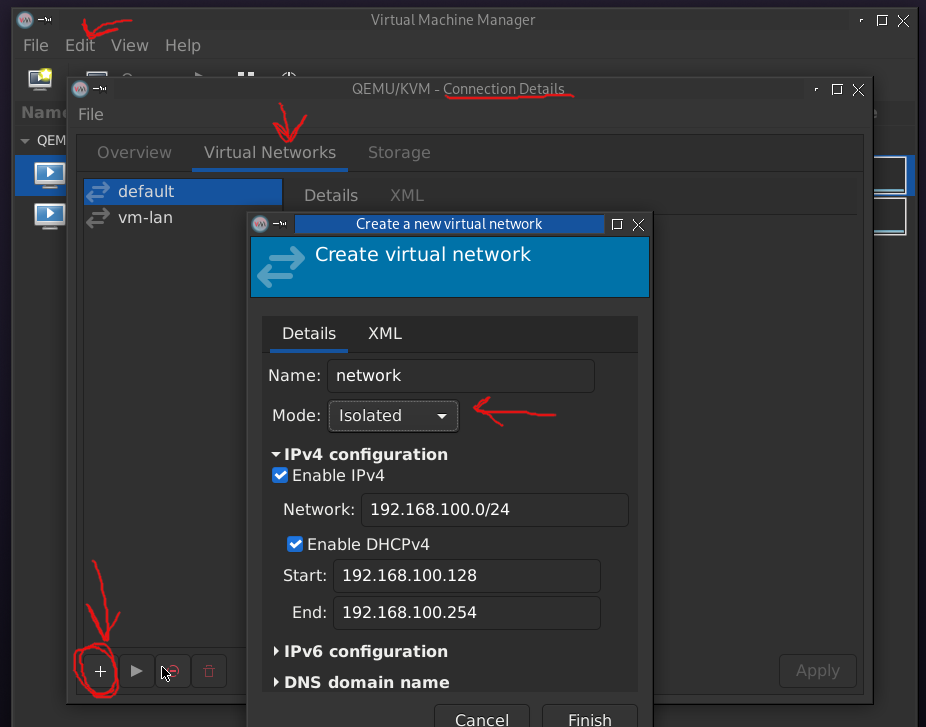 Virtual Machine Manager
File Edit View Help
QEMU/KVM - Connection Details
File
Name
QEM
Overview Virtual Networks Storage
default
vm-lan
Details XML
Create a new virtual network
Create virtual network
Details XML
Name: network
Mode: Isolated
IPv4 configuration
Enable IPv4
Network: 192.168.100.0/24
Enable DHCPv4
Start: 192.168.100.128
End: 192.168.100.254
IPv6 configuration
DNS domain name
Apply
Cancel Finish